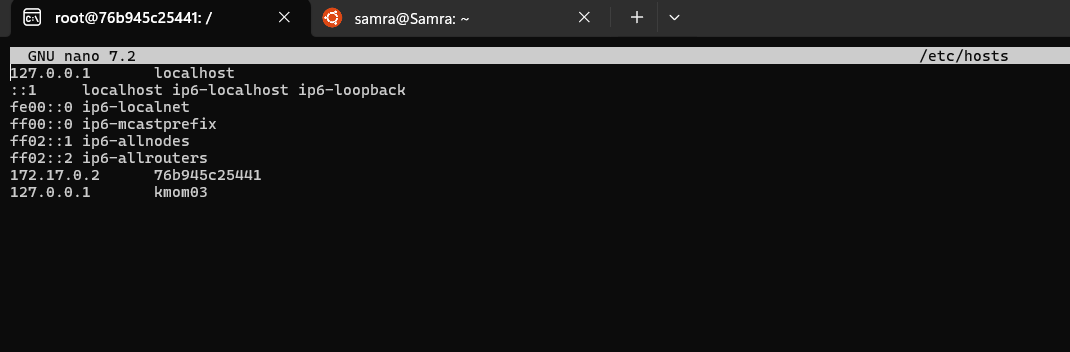 root@76b945c25441: /
samra@Samra: ~
GNU nano 7.2 /etc/hosts
127.0.0.1 localhost
::1 localhost ip6-localhost ip6-loopback
fe00::0 ip6-localnet
ff00::0 ip6-mcastprefix
ff02::1 ip6-allnodes
ff02::2 ip6-allrouters
172.17.0.2 76b945c25441
127.0.0.1 kmom03